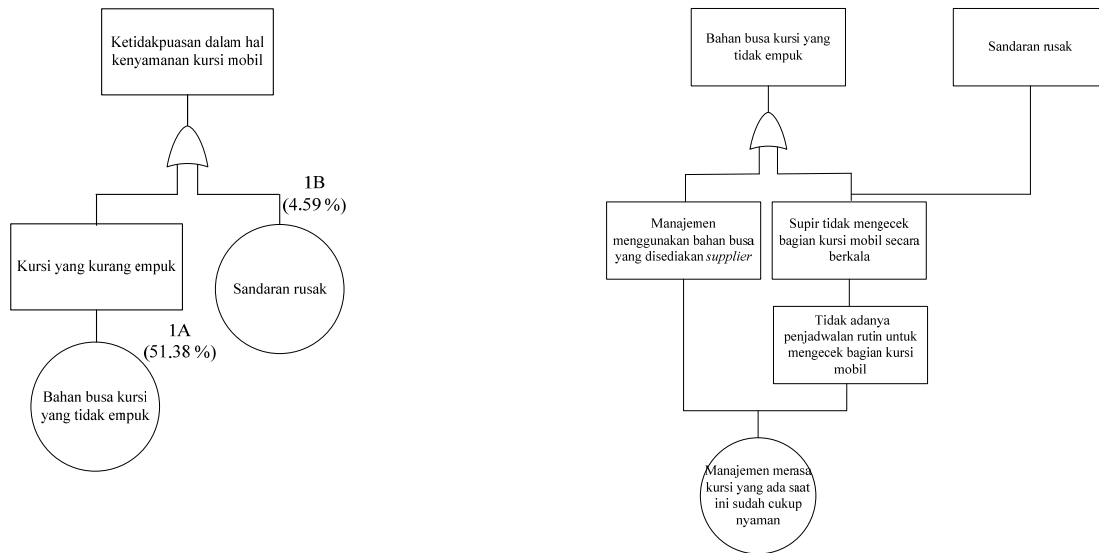 Ketidakpuasan dalam hal
kenyamanan kursi mobil
1B
(4.59 %)
Kursi yang kurang empuk
Sandaran rusak
1A
(51.38 %)
Bahan busa kursi
yang tidak empuk
Bahan busa kursi yang
tidak empuk
Sandaran rusak
Manajemen
menggunakan bahan busa
yang disediakan supplier
Supir tidak mengecek
bagian kursi mobil secara
berkala
Tidak adanya
penjadwalan rutin untuk
mengecek bagian kursi
mobil
Manajemen merasa
kursi yang ada saat
ini sudah cukup
nyaman